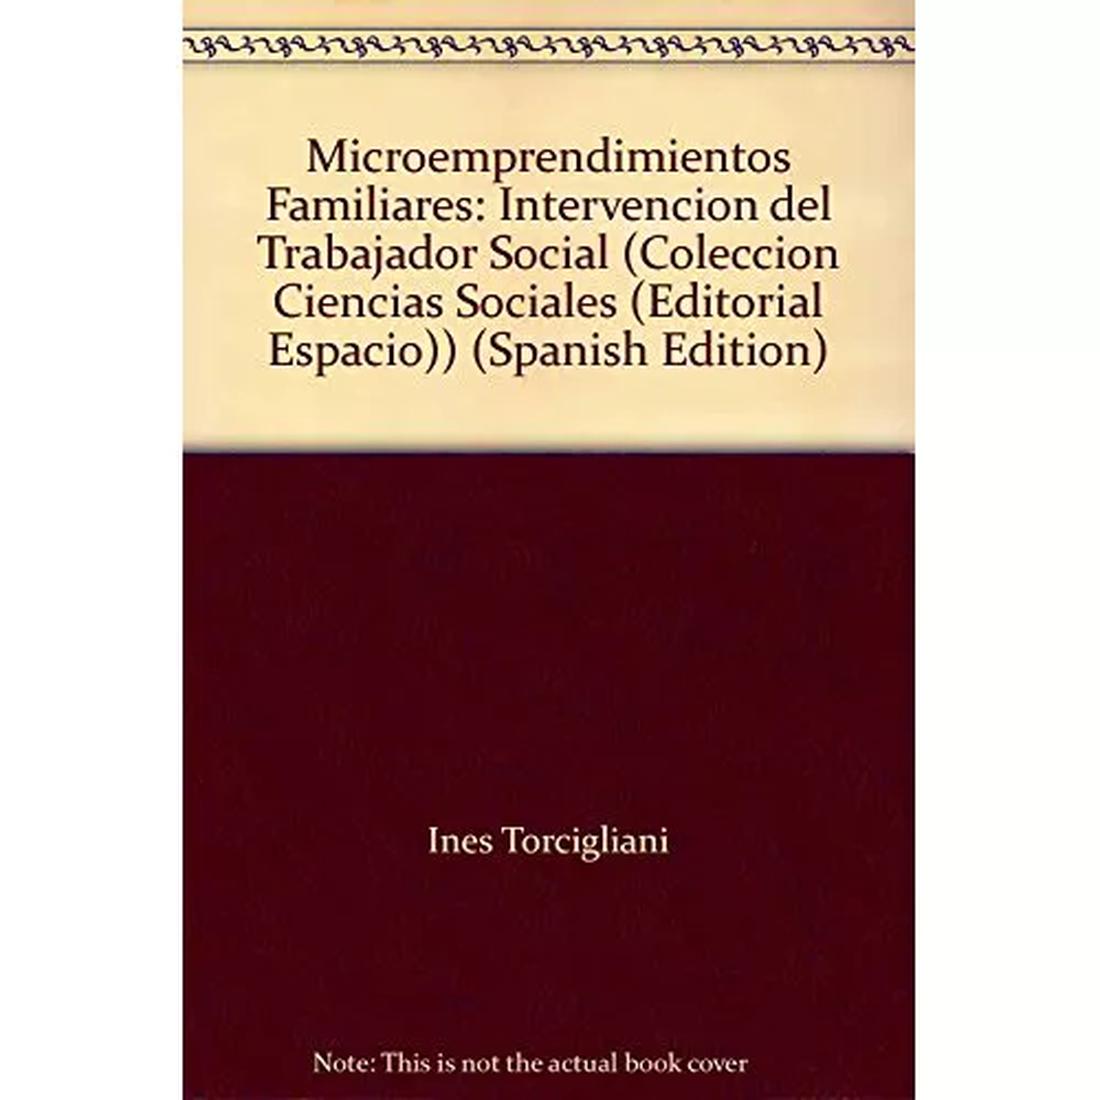 Microemprendimientos
Familiares: Intervencion del
Trabajador Social (Coleccion
Ciencias Sociales (Editorial
Espacio)) (Spanish Edition)
Ines Torcigliani
Note: This is not the actual book cover